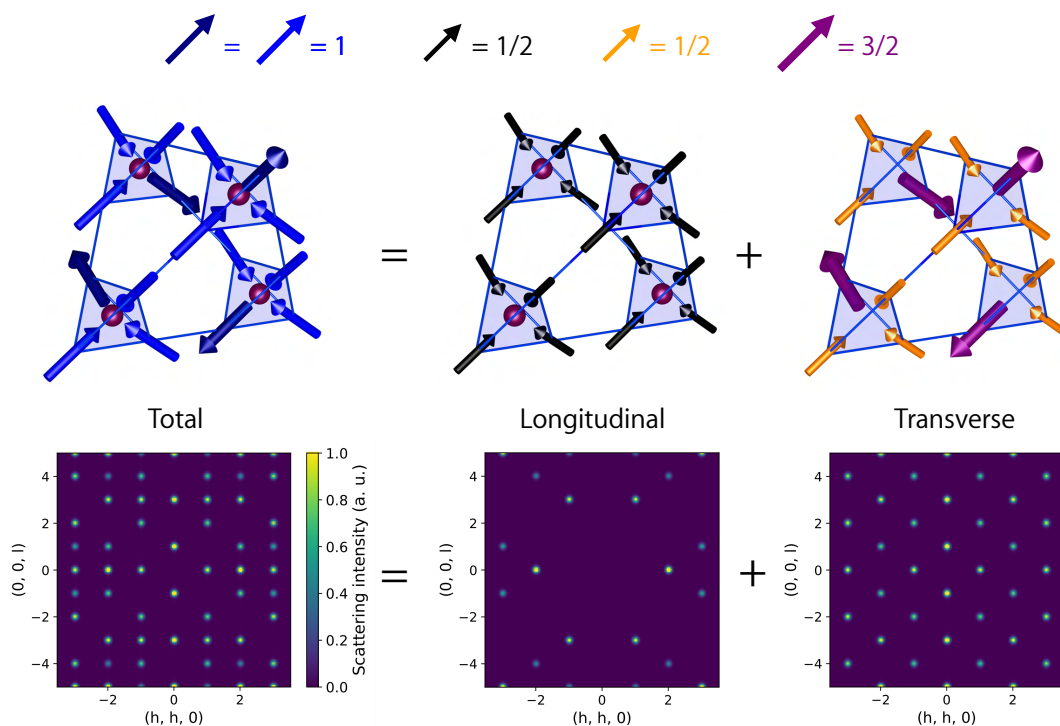 = = 1 = 1/2 = 1/2 = 3/2
= +
Total Longitudinal Transverse
4 2 0 −2 −4
(0, 0, l)
−2 0 2
(h, h, 0)
1.0 0.8 0.6 0.4 0.2 0.0
Scattering intensity (a. u.)
=
4 2 0 −2 −4
(0, 0, l)
−2 0 2
(h, h, 0)
+
4 2 0 −2 −4
(0, 0, l)
−2 0 2
(h, h, 0)